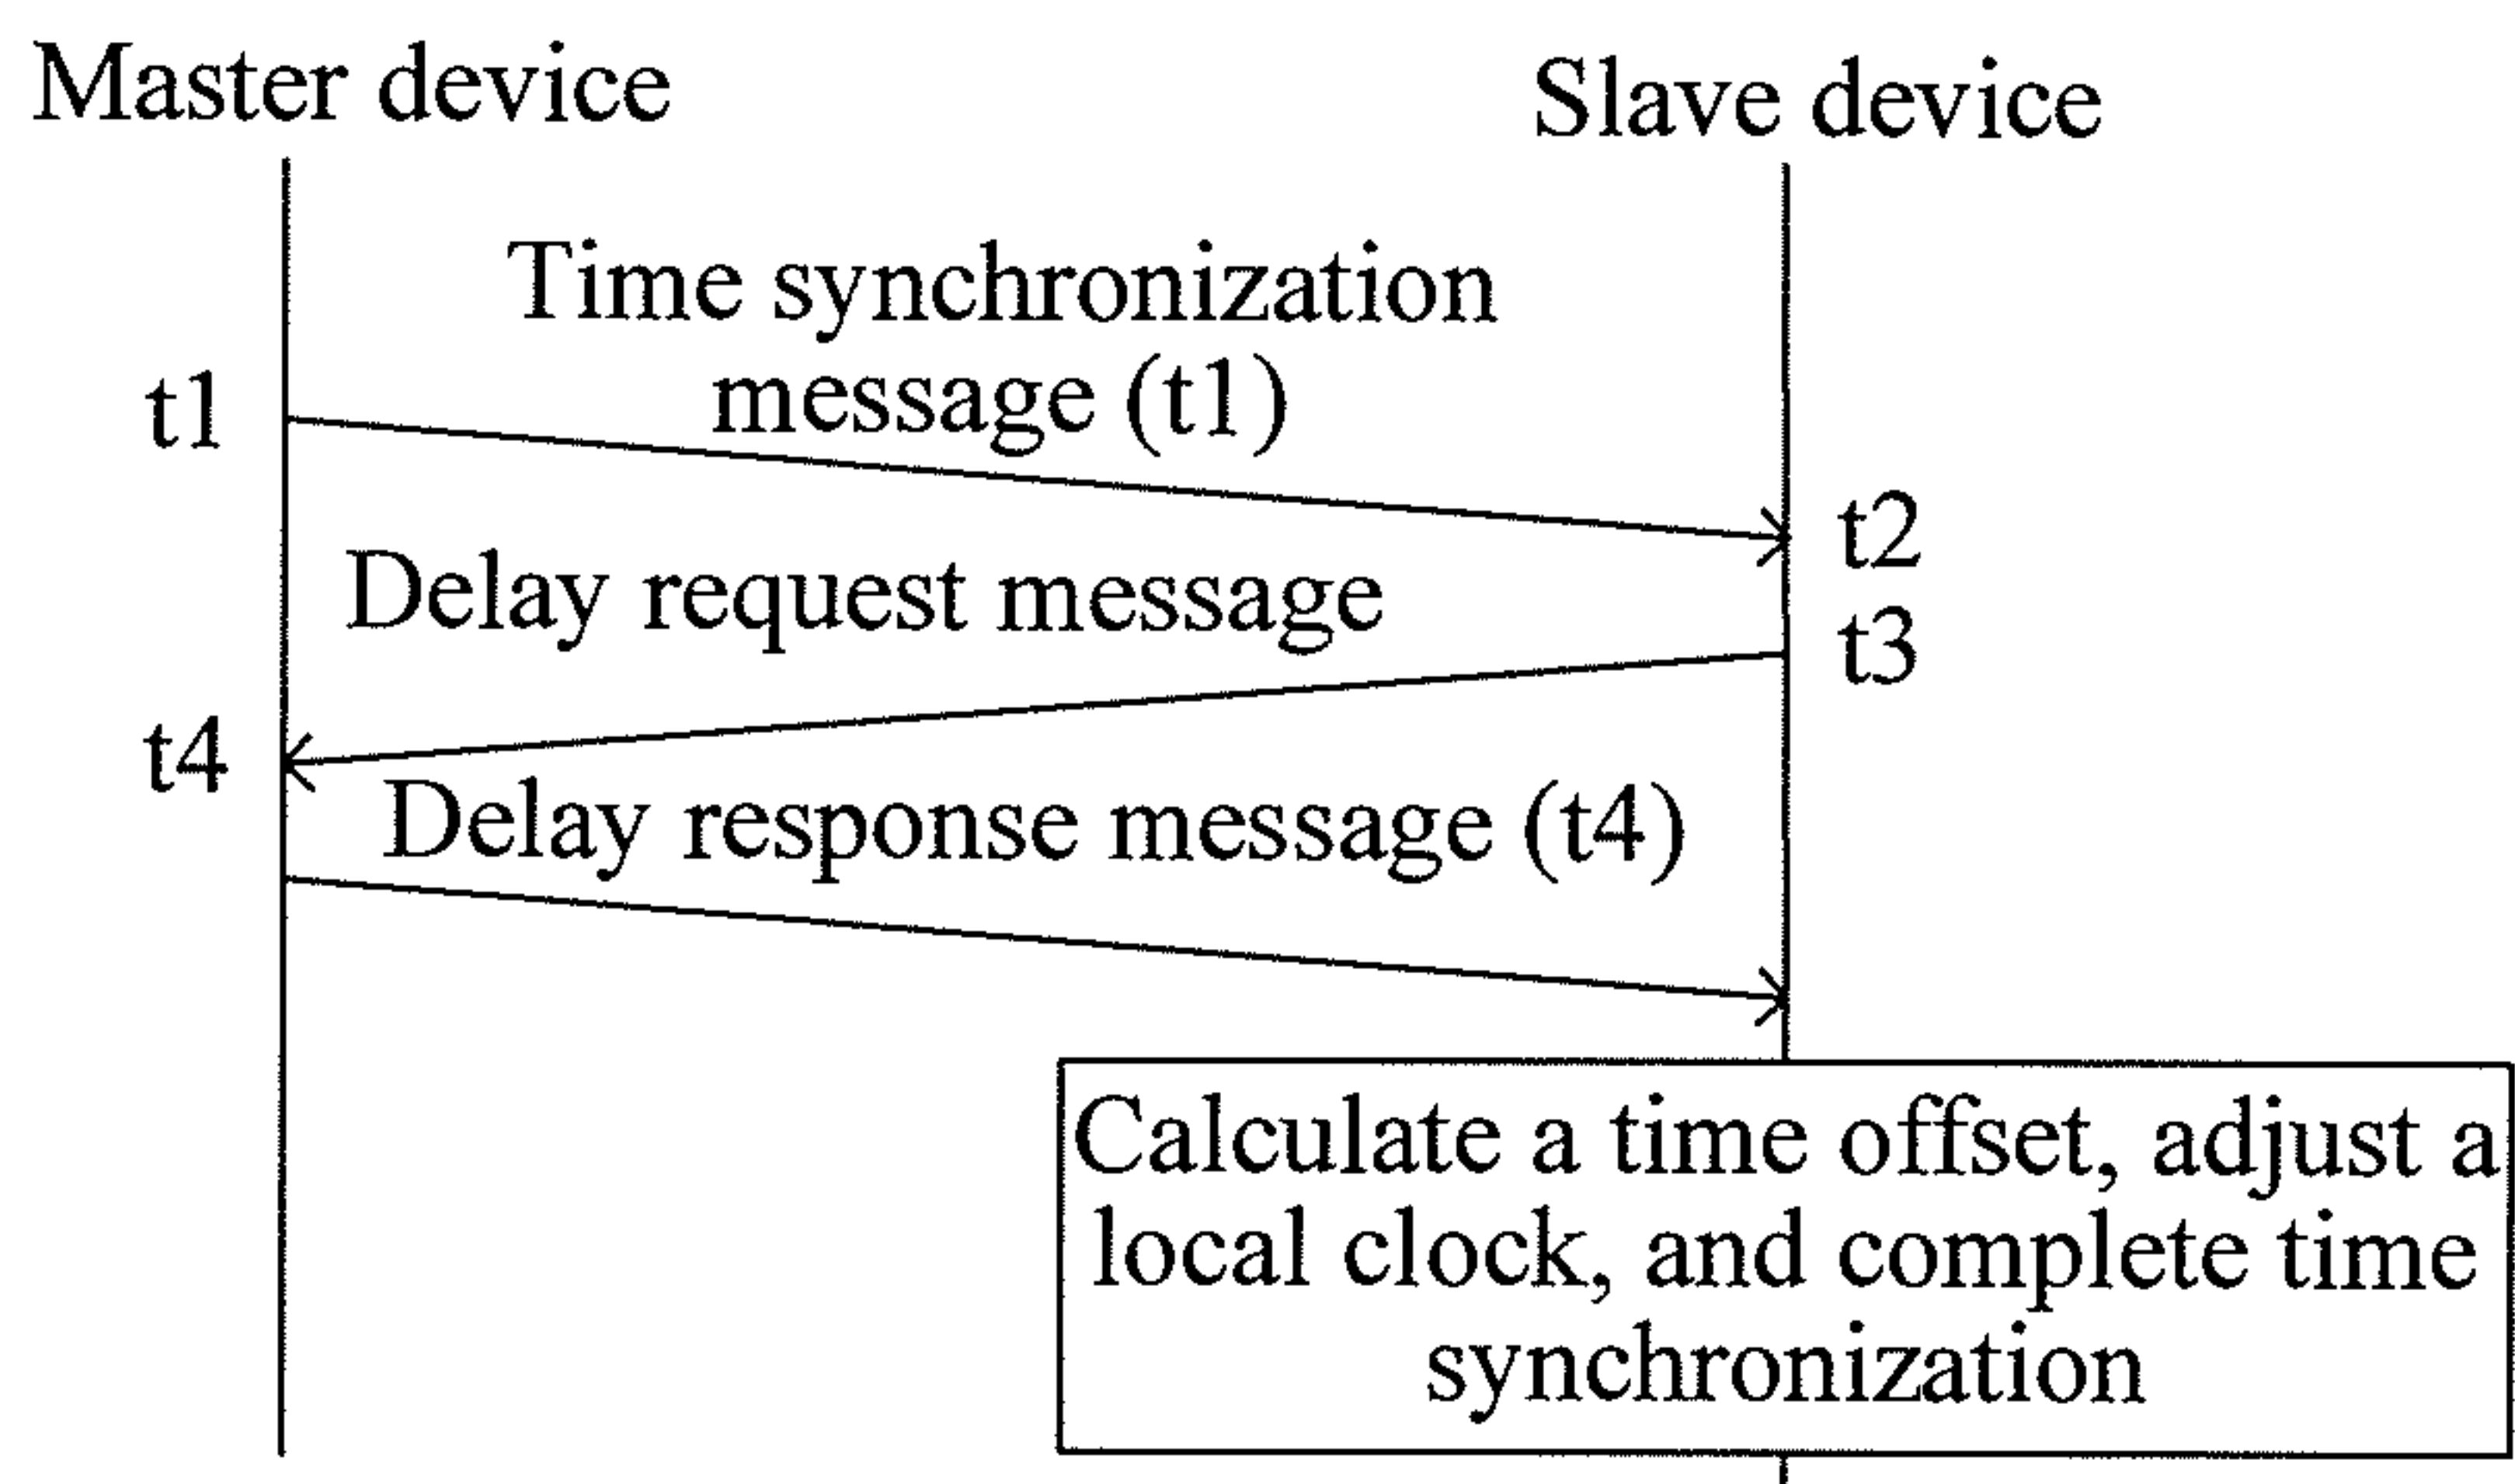 Master device
Slave device
Time synchronization
message (t1)
t1
t2
Delay request message
t3
t4
Delay response message (t4)
Calculate a time offset, adjust a
local clock, and complete time
synchronization